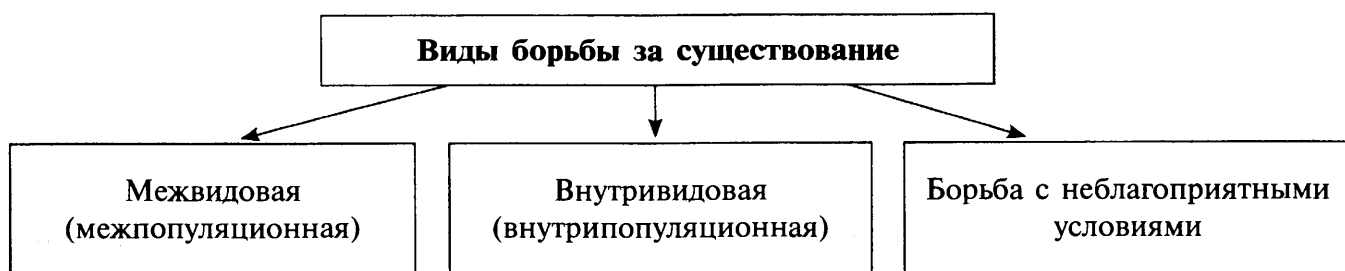 Виды борьбы за существование
Межвидовая
(межпопуляционная)
Внутривидовая
(внутрипопуляционная)
Борьба с неблагоприятными
условиями